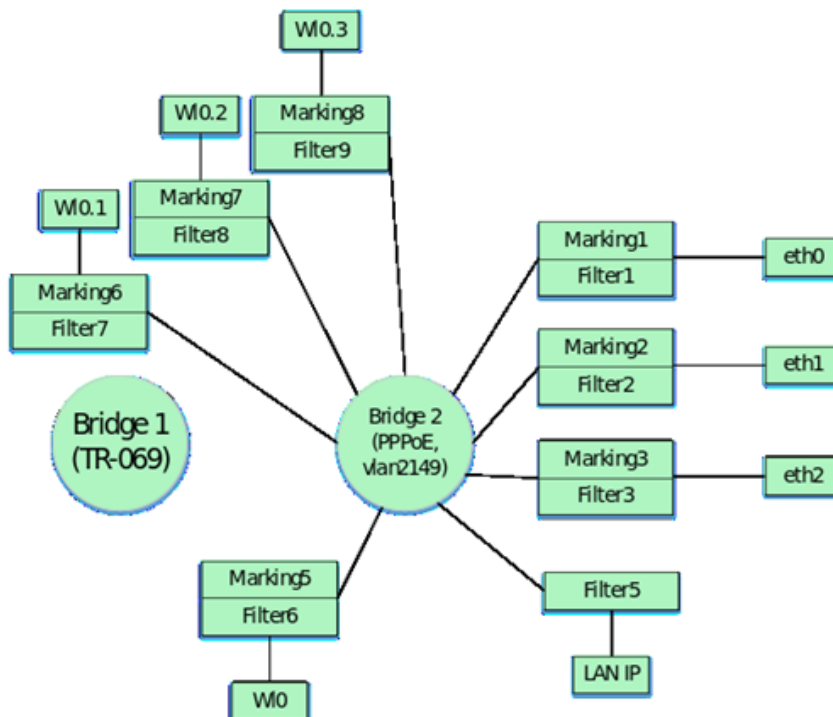 Wl0.3
Marking8
Filter9
Wl0.2
Marking7
Filter8
Wl0.1
Marking6
Filter7
Marking1
Filter1
eth0
Marking2
Filter2
eth1
Bridge 1
(TR-069)
Bridge 2
(PPPoE,
vlan2149)
Marking3
Filter3
eth2
Marking5
Filter6
Wl0
Filter5
LAN IP